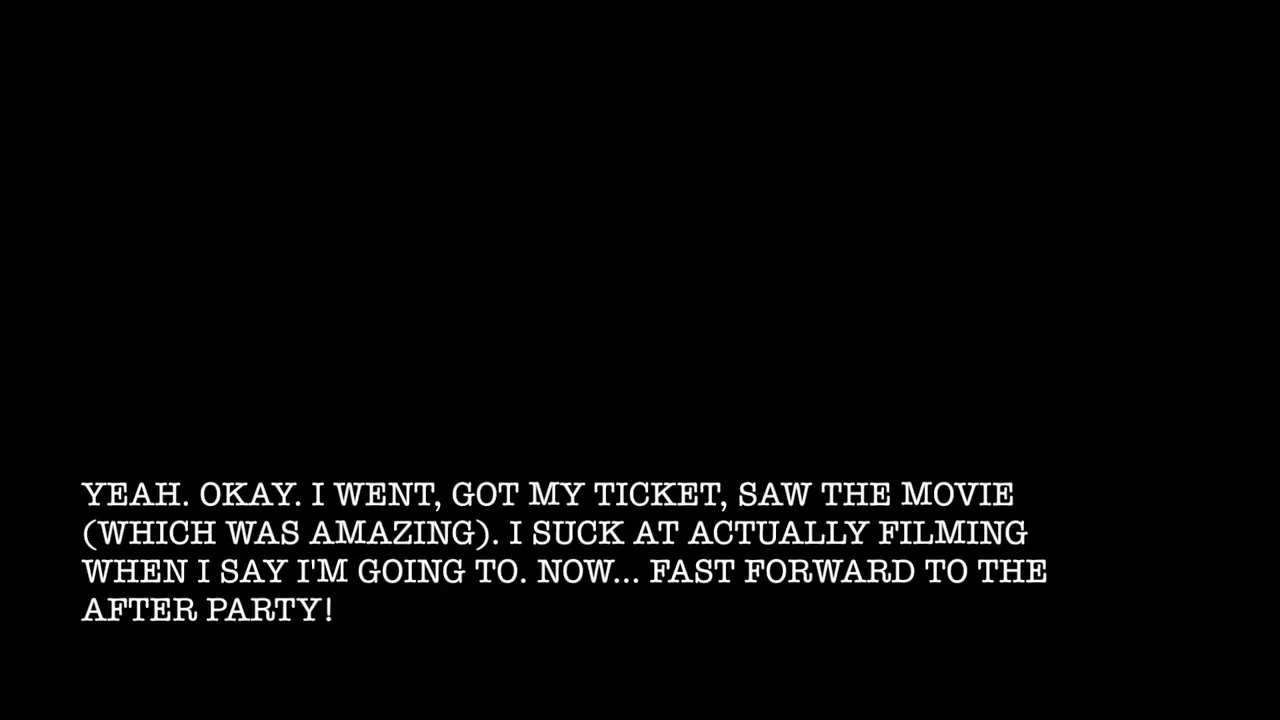 YEAH. OKAY. I WENT, GOT MY TICKET, SAW THE MOVIE
(WHICH WAS AMAZING). I SUCK AT ACTUALLY FILMING
WHEN I SAY I'M GOING TO. NOW... FAST FORWARD TO THE
AFTER PARTY!